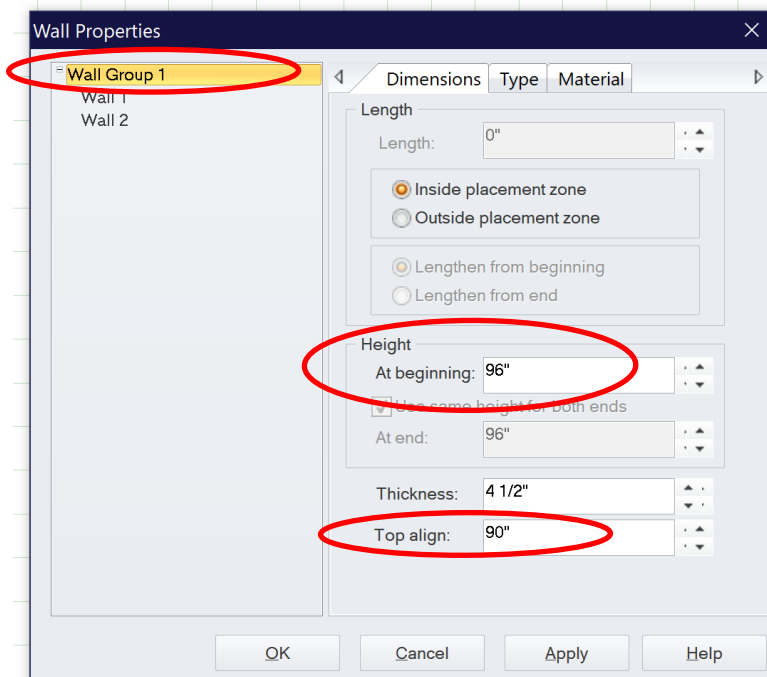 Wall Properties
Wall Group 1
Wall 1
Wall 2
Dimensions Type Material
Length
Length: 0"
Inside placement zone
Outside placement zone
Lengthen from beginning
Lengthen from end
Height
At beginning: 96"
Use same height for both ends
At end: 96"
Thickness: 4 1/2"
Top align: 90"
OK Cancel Apply Help